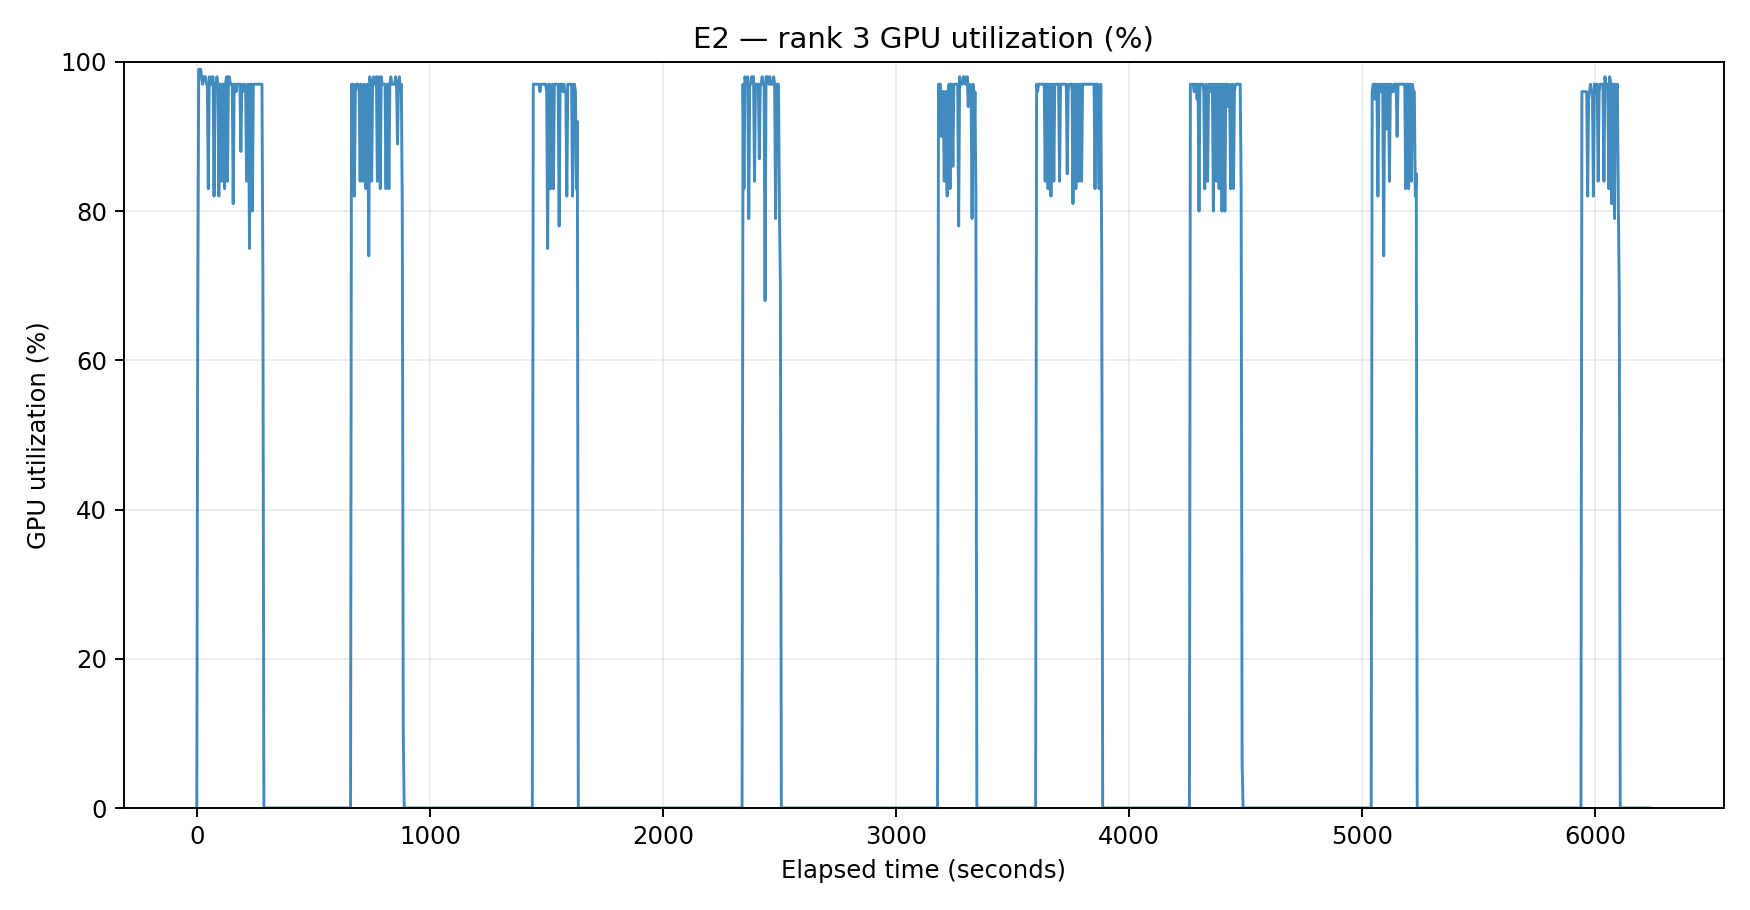 E2 — rank 3 GPU utilization (%)
100
80
60
40
20
0
GPU utilization (%)
0 1000 2000 3000 4000 5000 6000
Elapsed time (seconds)